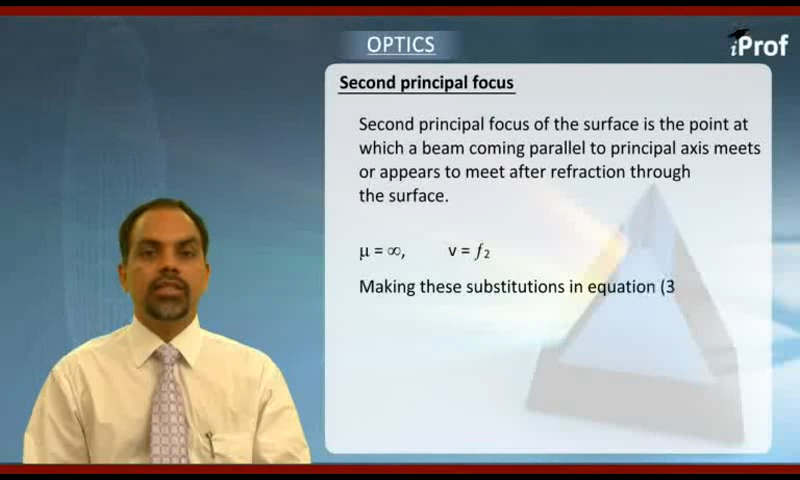 OPTICS
iProf
Second principal focus
Second principal focus of the surface is the point at
which a beam coming parallel to principal axis meets
or appears to meet after refraction through
the surface.
μ = ∞, v = f2
Making these substitutions in equation (3